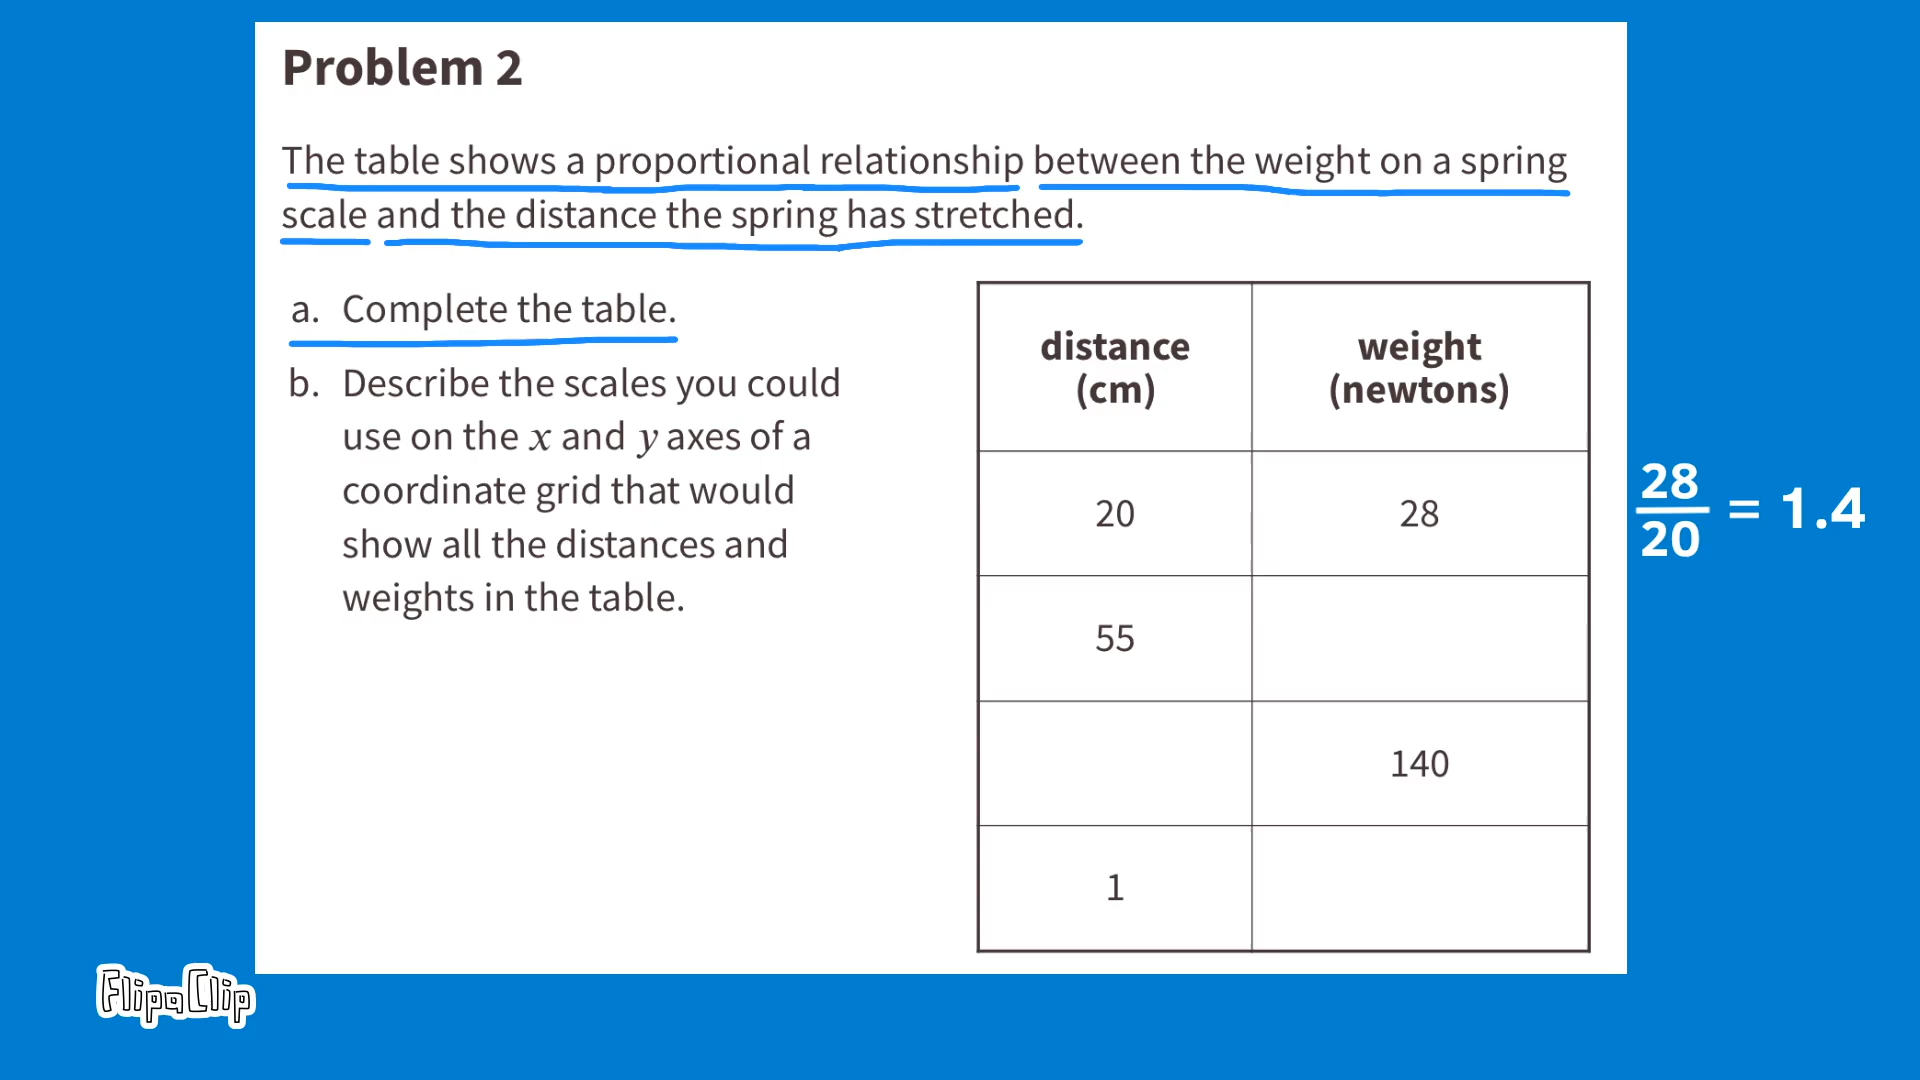 Problem 2
The table shows a proportional relationship between the weight on a spring
scale and the distance the spring has stretched.
a. Complete the table.
b. Describe the scales you could
use on the x and y axes of a
coordinate grid that would
show all the distances and
weights in the table.
distance (cm) weight (newtons)
20 28
55
140
1
28/20 = 1.4
FlipaClip